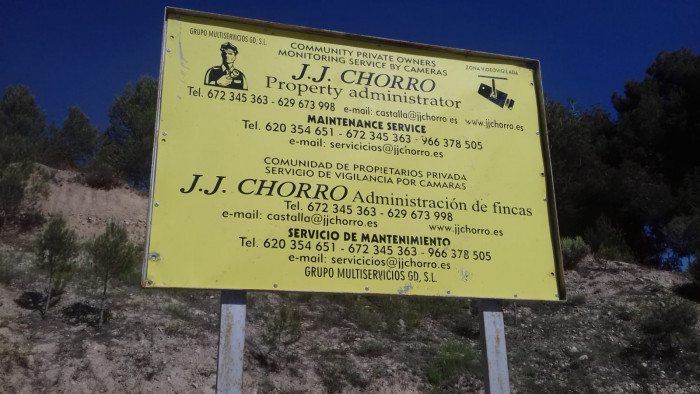 GRUPO MULTISERVICIOS GD, S.L.
COMMUNITY PRIVATE OWNERS
MONITORING SERVICE BY CAMERAS
ZONA VIDEOVIGILADA
J.J. CHORRO
Property administrator
Tel. 672 345 363 - 629 673 998 e-mail: castalla@jjchorro.es www.jjchorro.es
MAINTENANCE SERVICE
Tel. 620 354 651 - 672 345 363 - 966 378 505
e-mail: servicicios@jjchorro.es
COMUNIDAD DE PROPIETARIOS PRIVADA
SERVICIO DE VIGILANCIA POR CAMARAS
J.J. CHORRO Administración de fincas
Tel. 672 345 363 - 629 673 998
e-mail: castalla@jjchorro.es www.jjchorro.es
SERVICIO DE MANTENIMIENTO
Tel. 620 354 651 - 672 345 363 - 966 378 505
e-mail: servicicios@jjchorro.es
GRUPO MULTISERVICIOS GD, S.L.